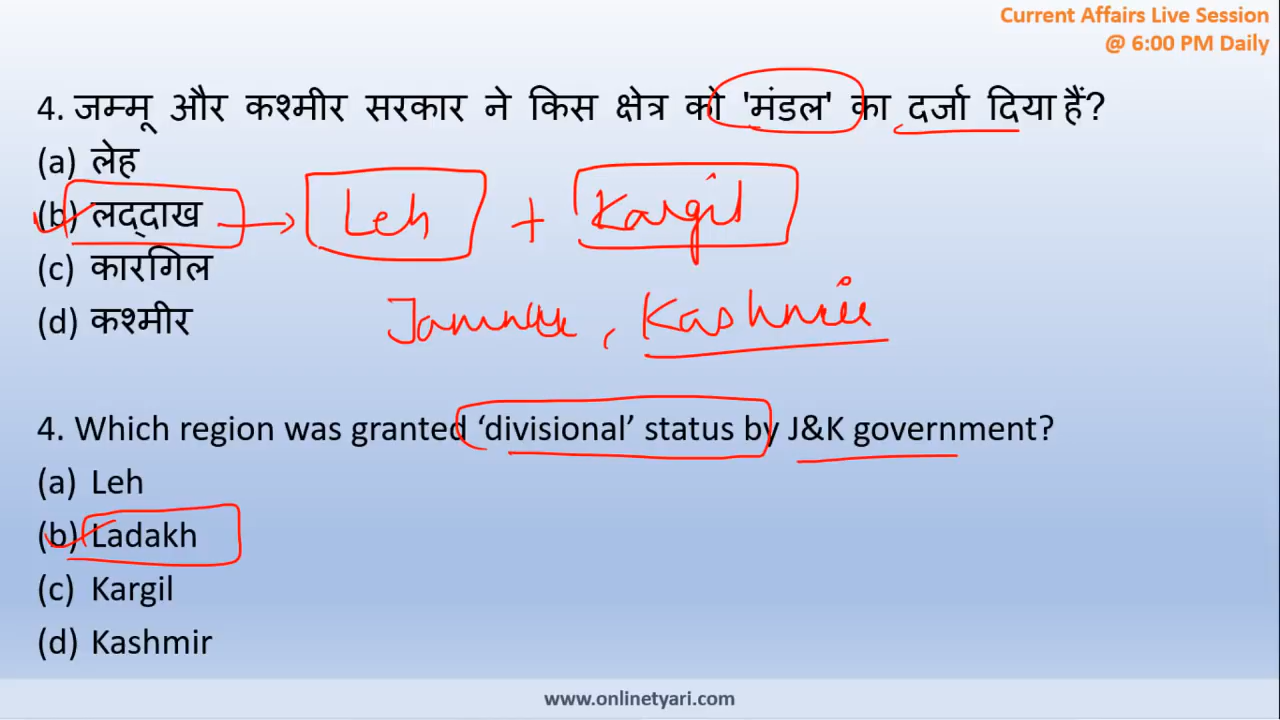 Current Affairs Live Session
@ 6:00 PM Daily
4. जम्मू और कश्मीर सरकार ने किस क्षेत्र को 'मंडल' का दर्जा दिया हैं?
(a) लेह
(b) लद्दाख → Leh + Kargil
(c) कारगिल
Jammu, Kashmir
(d) कश्मीर
4. Which region was granted ‘divisional’ status by J&K government?
(a) Leh
(b) Ladakh
(c) Kargil
(d) Kashmir
www.onlinetyari.com